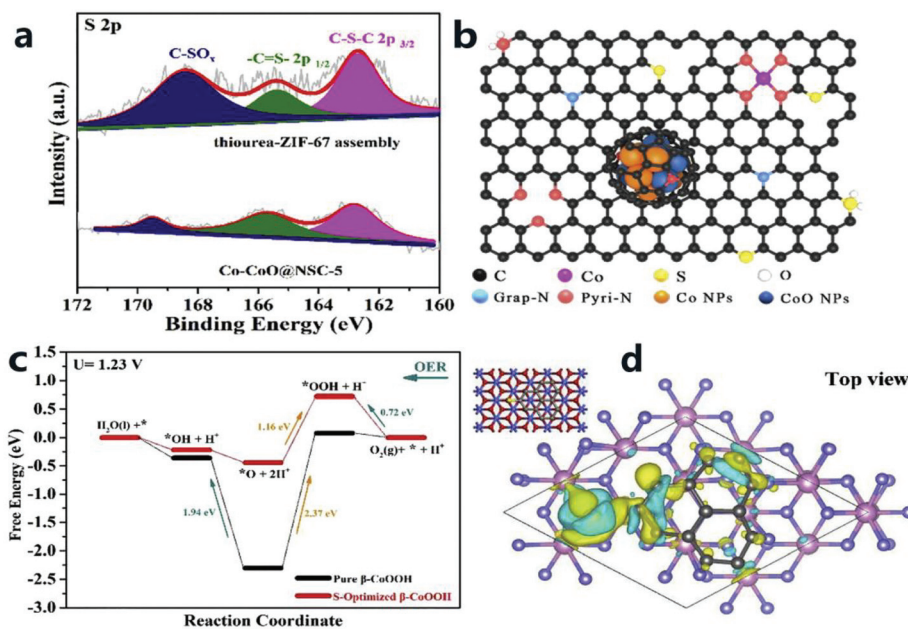 a
S 2p
C-SOx
-C=S- 2p 1/2
C-S-C 2p 3/2
thiourea-ZIF-67 assembly
Co-CoO@NSC-5
Intensity (a.u.)
172 170 168 166 164 162 160
Binding Energy (eV)
b
C Co S O
Grap-N Pyri-N Co NPs CoO NPs
c
U= 1.23 V
OER
1.5
1.0
0.5
0.0
-0.5
-1.0
-1.5
-2.0
-2.5
-3.0
Free Energy (eV)
H2O(l) +*
*OH + H+
*O + 2H+
*OOH + H-
O2(g)+ * + H+
1.16 eV
0.72 eV
1.94 eV
2.37 eV
Pure β-CoOOH
S-Optimized β-CoOOH
Reaction Coordinate
d
Top view